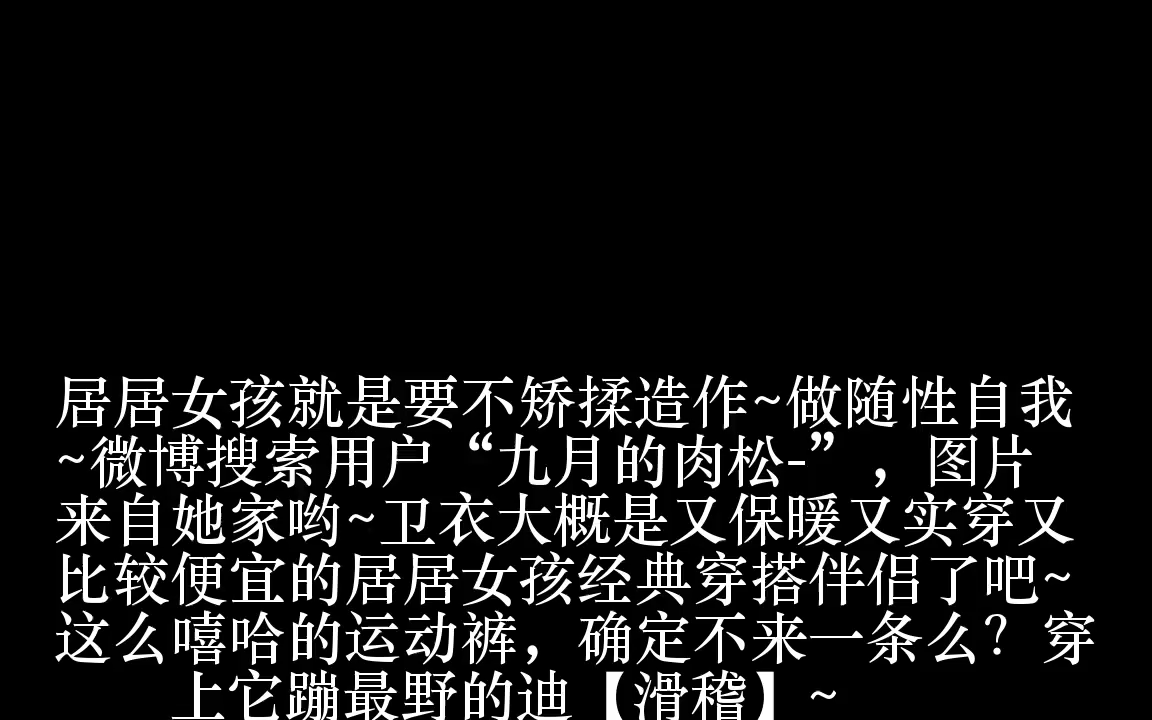 居居女孩就是要不矫揉造作~做随性自我
~微博搜索用户“九月的肉松-”，图片
来自她家哟~卫衣大概是又保暖又实穿又
比较便宜的居居女孩经典穿搭伴侣了吧~
这么嘻哈的运动裤，确定不来一条么？穿
上它蹦最野的迪【滑稽】~